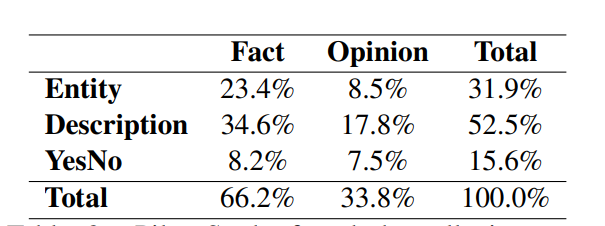 Fact Opinion Total
Entity 23.4% 8.5% 31.9%
Description 34.6% 17.8% 52.5%
YesNo 8.2% 7.5% 15.6%
Total 66.2% 33.8% 100.0%